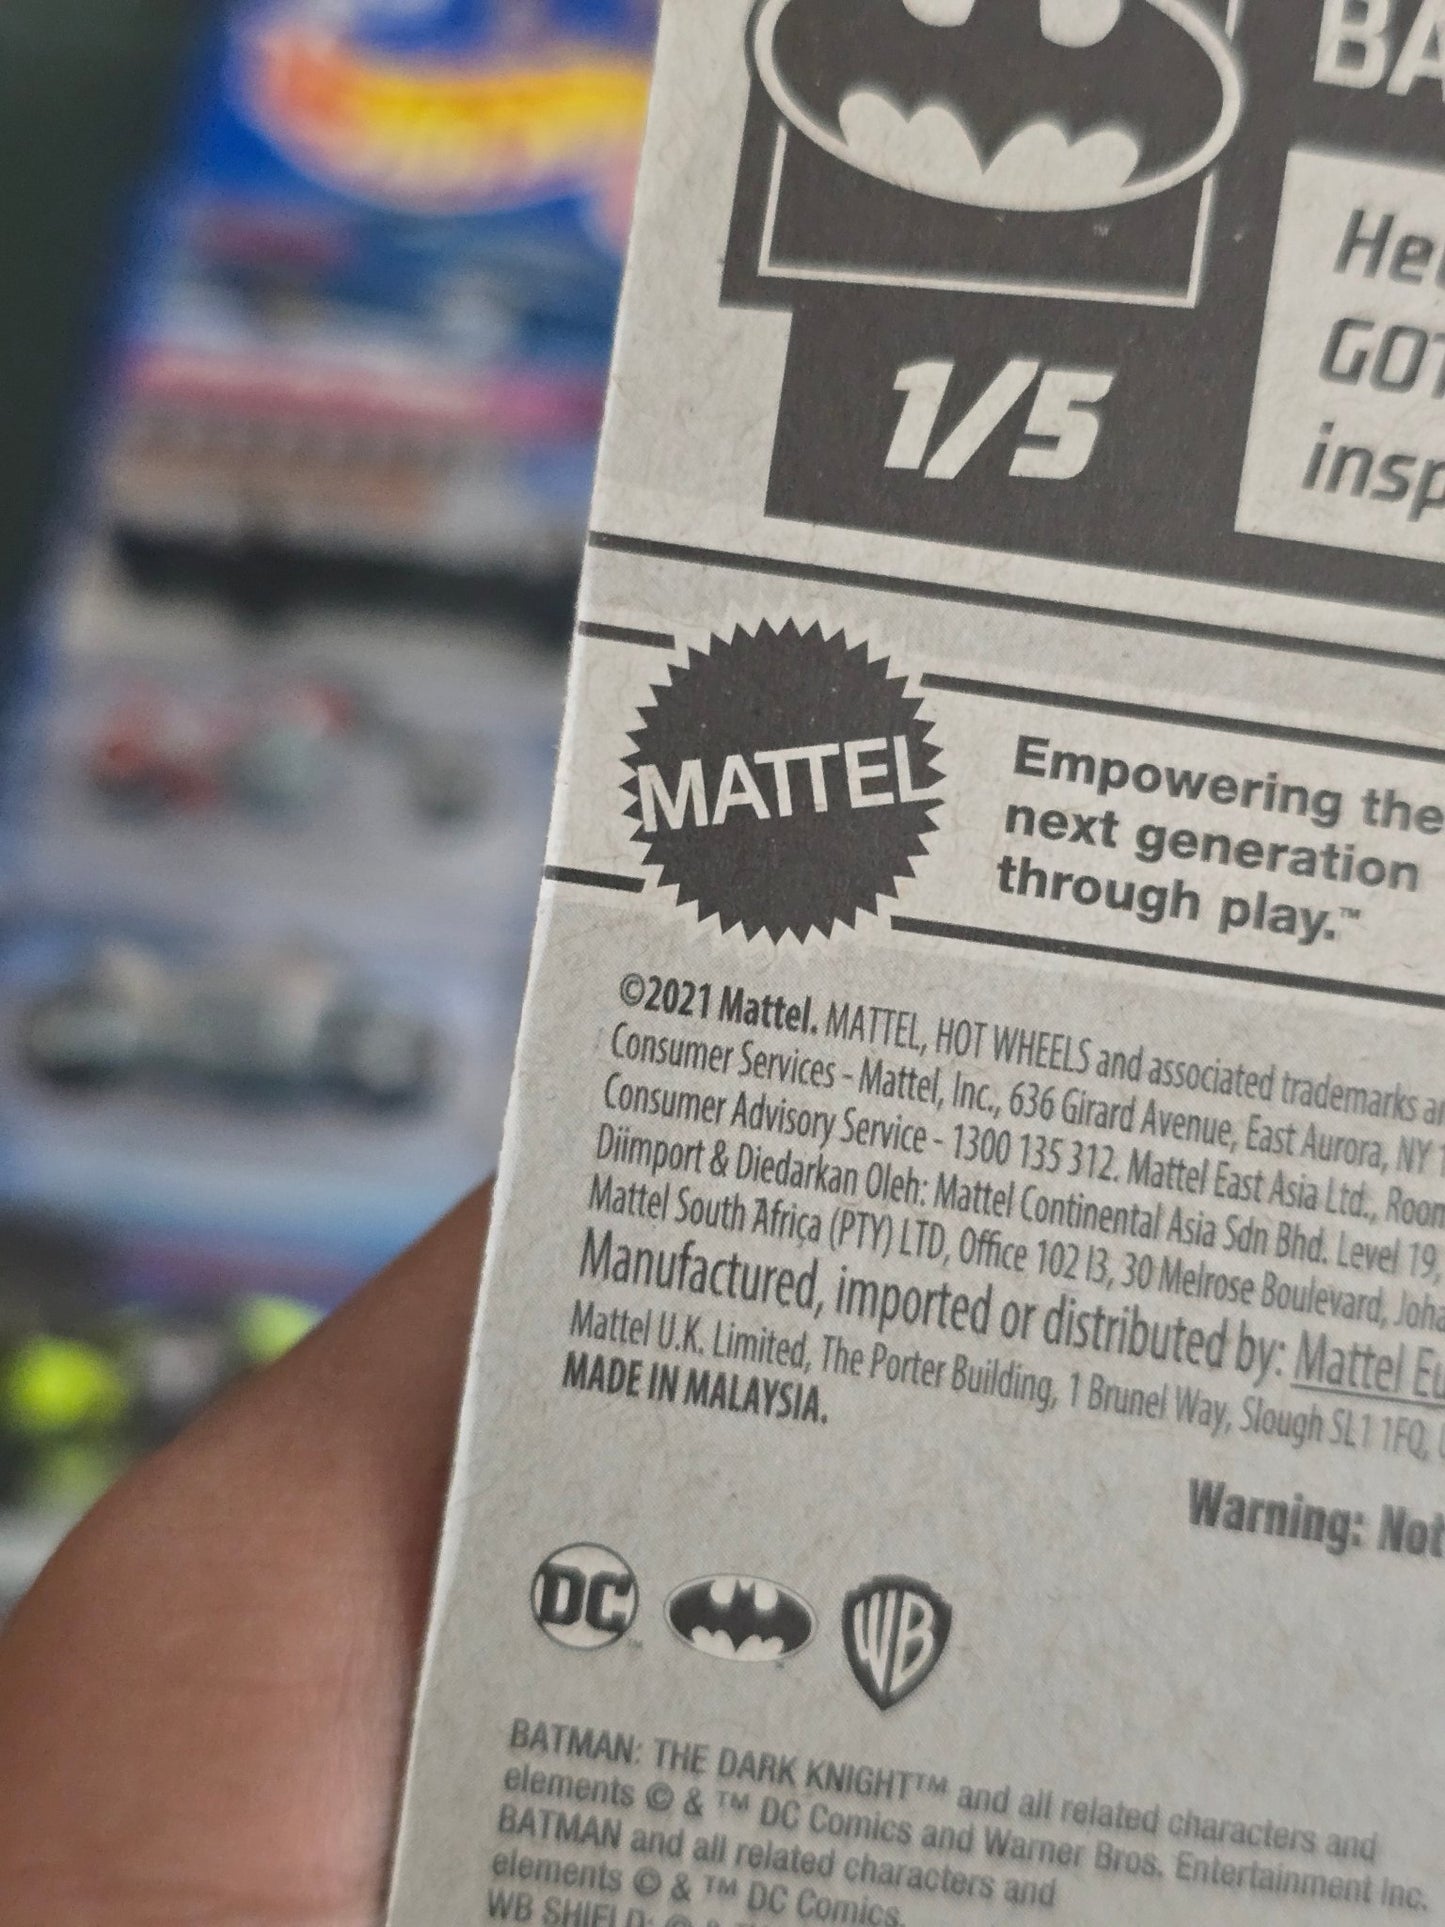 BA
He
GOT
insp
1/5
MATTEL
Empowering the
next generation
through play.™
©2021 Mattel. MATTEL, HOT WHEELS and associated trademarks
Consumer Services - Mattel, Inc., 636 Girard Avenue, East Aurora, NY
Consumer Advisory Service - 1300 135 312. Mattel East Asia Ltd., Room
Diimport & Diedarkan Oleh: Mattel Continental Asia Sdn Bhd. Level 19,
Mattel South Africa (PTY) LTD, Office 102 I3, 30 Melrose Boulevard, Joha
Manufactured, imported or distributed by: Mattel Eu
Mattel U.K. Limited, The Porter Building, 1 Brunel Way, Slough SL1 1FQ,
MADE IN MALAYSIA.
Warning: Not
DC™
WB
BATMAN: THE DARK KNIGHT™ and all related characters and
elements © & ™ DC Comics and Warner Bros. Entertainment Inc.
BATMAN and all related characters and
elements © & ™ DC Comics.
WB SHIELD: ©